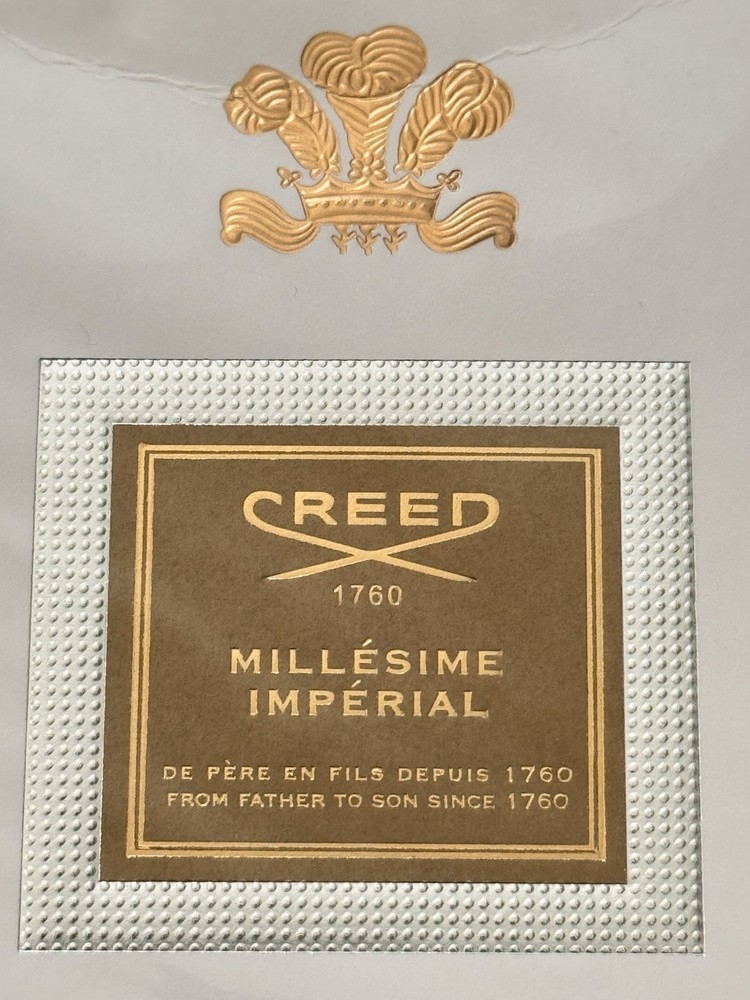 CREED
1760
MILLÉSIME
IMPÉRIAL
DE PÈRE EN FILS DEPUIS 1760
FROM FATHER TO SON SINCE 1760